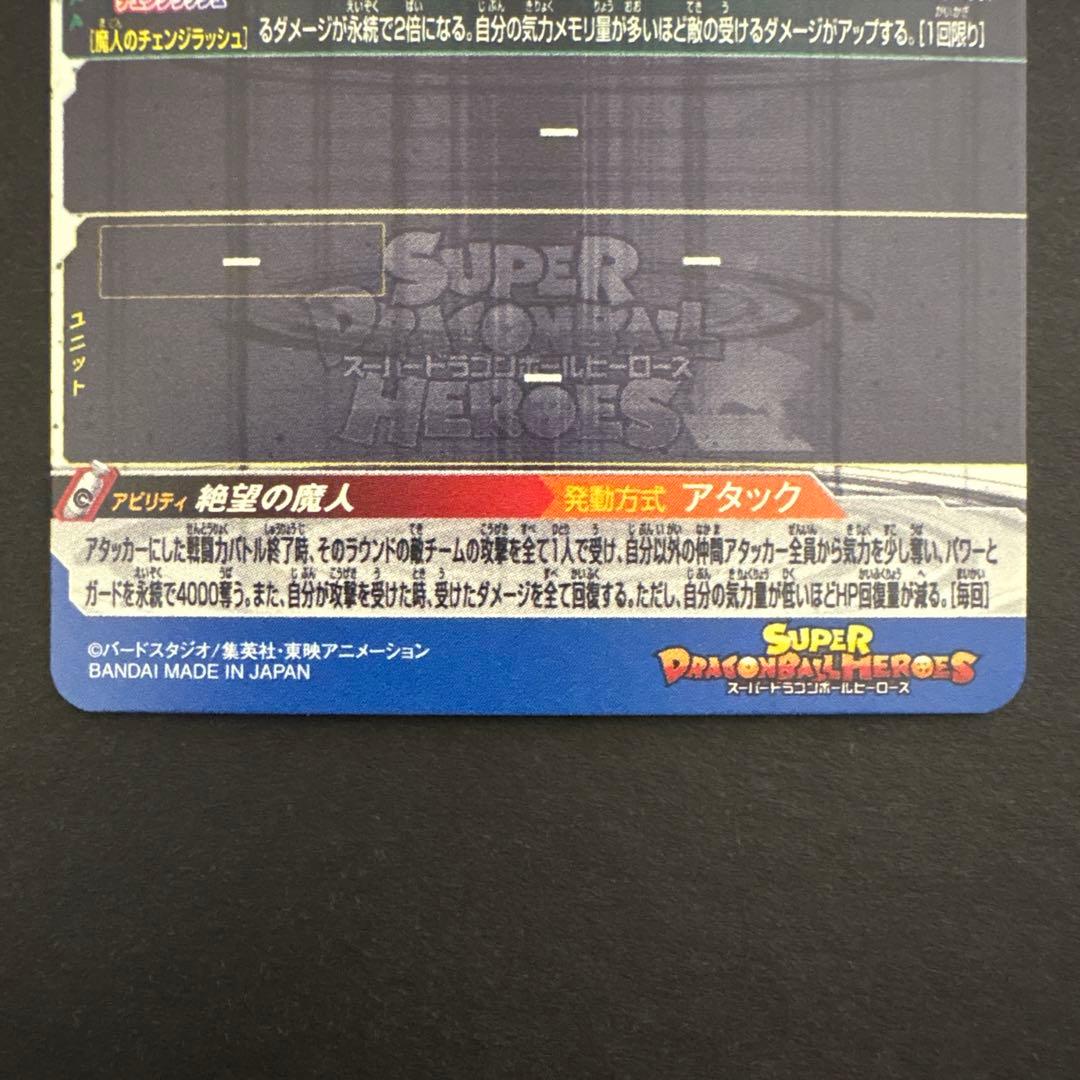 [魔人のチェンジラッシュ] るダメージが永続で2倍になる。自分の気力メモリ量が多いほど敵の受けるダメージがアップする。[1回限り]
ー
ー ー
SUPER
DRAGONBALL
スーパードラゴンボールヒーローズ
ー
HEROES
ユニット
アビリティ 絶望の魔人 発動方式 アタック
アタッカーにした戦闘力バトル終了時、そのラウンドの敵チームの攻撃を全て1人で受け、自分以外の仲間アタッカー全員から気力を少し奪い、パワーと
ガードを永続で4000奪う。また、自分が攻撃を受けた時、受けたダメージを全て回復する。ただし、自分の気力量が低いほどHP回復量が減る。[毎回]
©バードスタジオ/集英社・東映アニメーション
BANDAI MADE IN JAPAN
SUPER
DRAGONBALL HEROES
スーパードラゴンボールヒーローズ